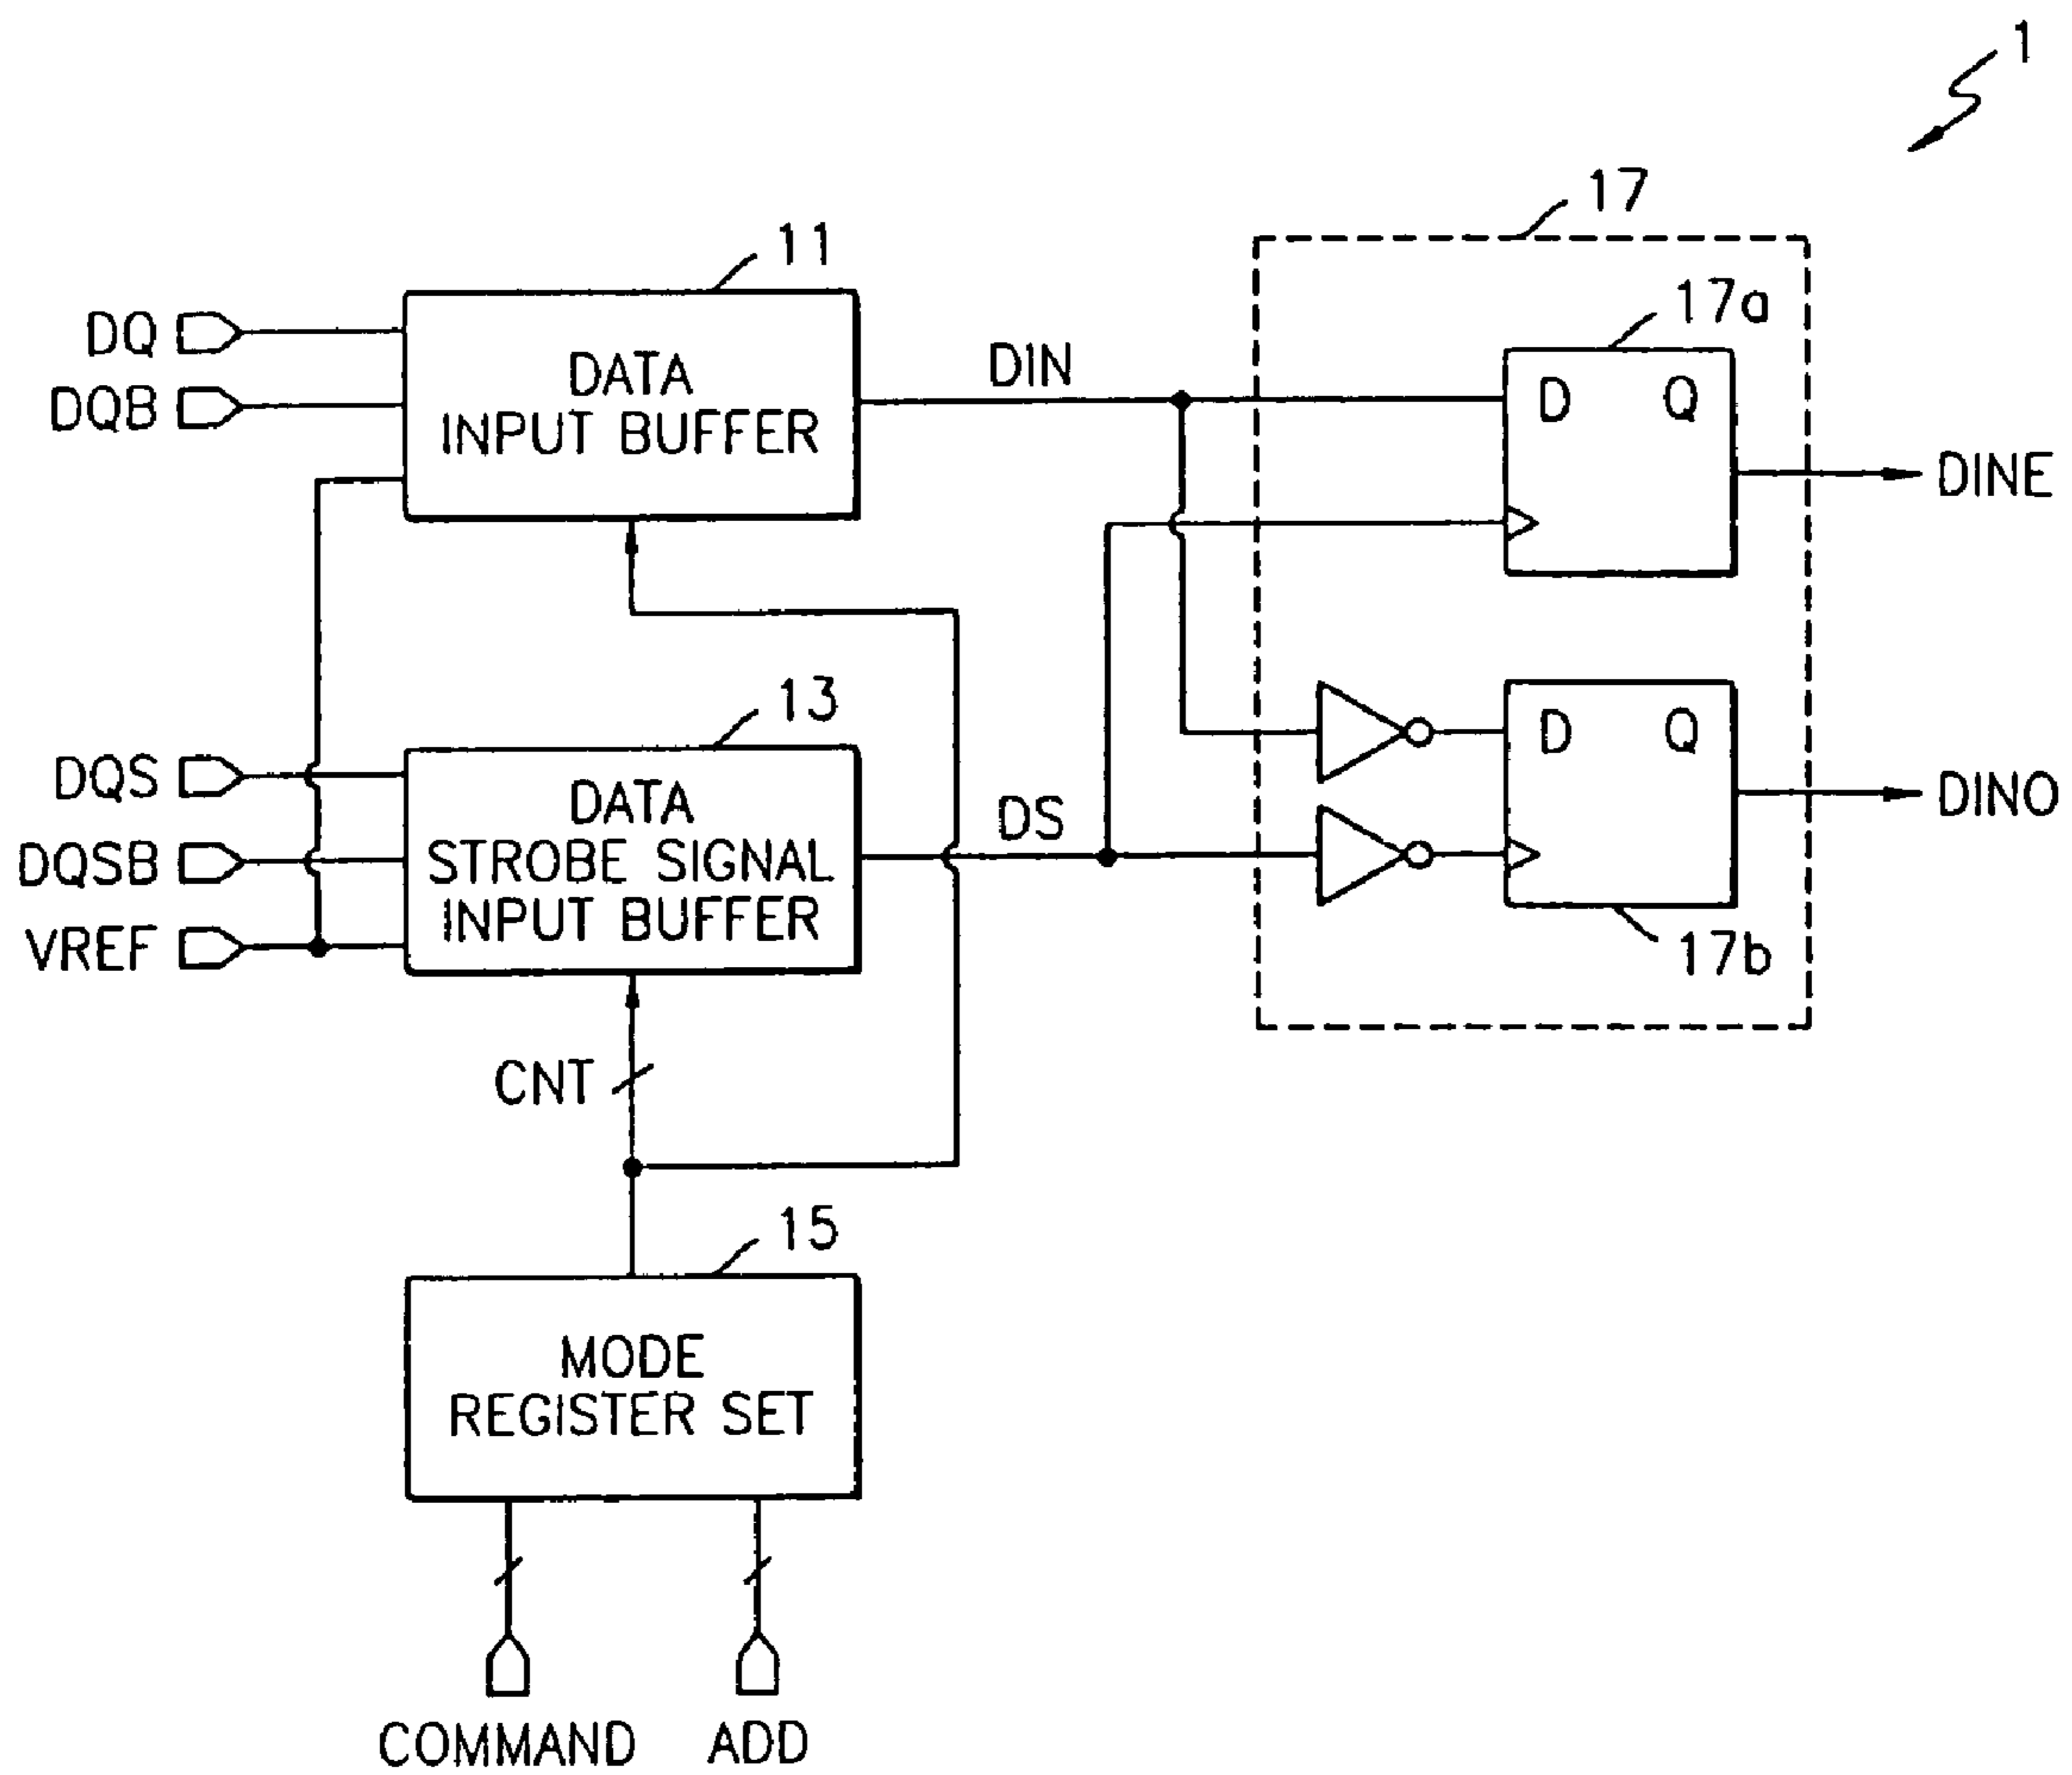 1
17
11
17a
DQ
DQB
DATA
INPUT BUFFER
DIN
D Q
DINE
13
DQS
DQSB
VREF
DATA
STROBE SIGNAL
INPUT BUFFER
DS
D Q
DINO
17b
CNT
15
MODE
REGISTER SET
COMMAND
ADD